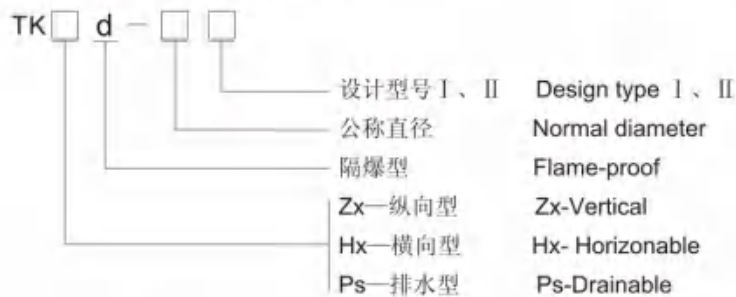 TK□ d - □ □
设计型号Ⅰ、Ⅱ Design type Ⅰ、Ⅱ
公称直径 Normal diameter
隔爆型 Flame-proof
Zx—纵向型 Zx-Vertical
Hx—横向型 Hx- Horizonable
Ps—排水型 Ps-Drainable